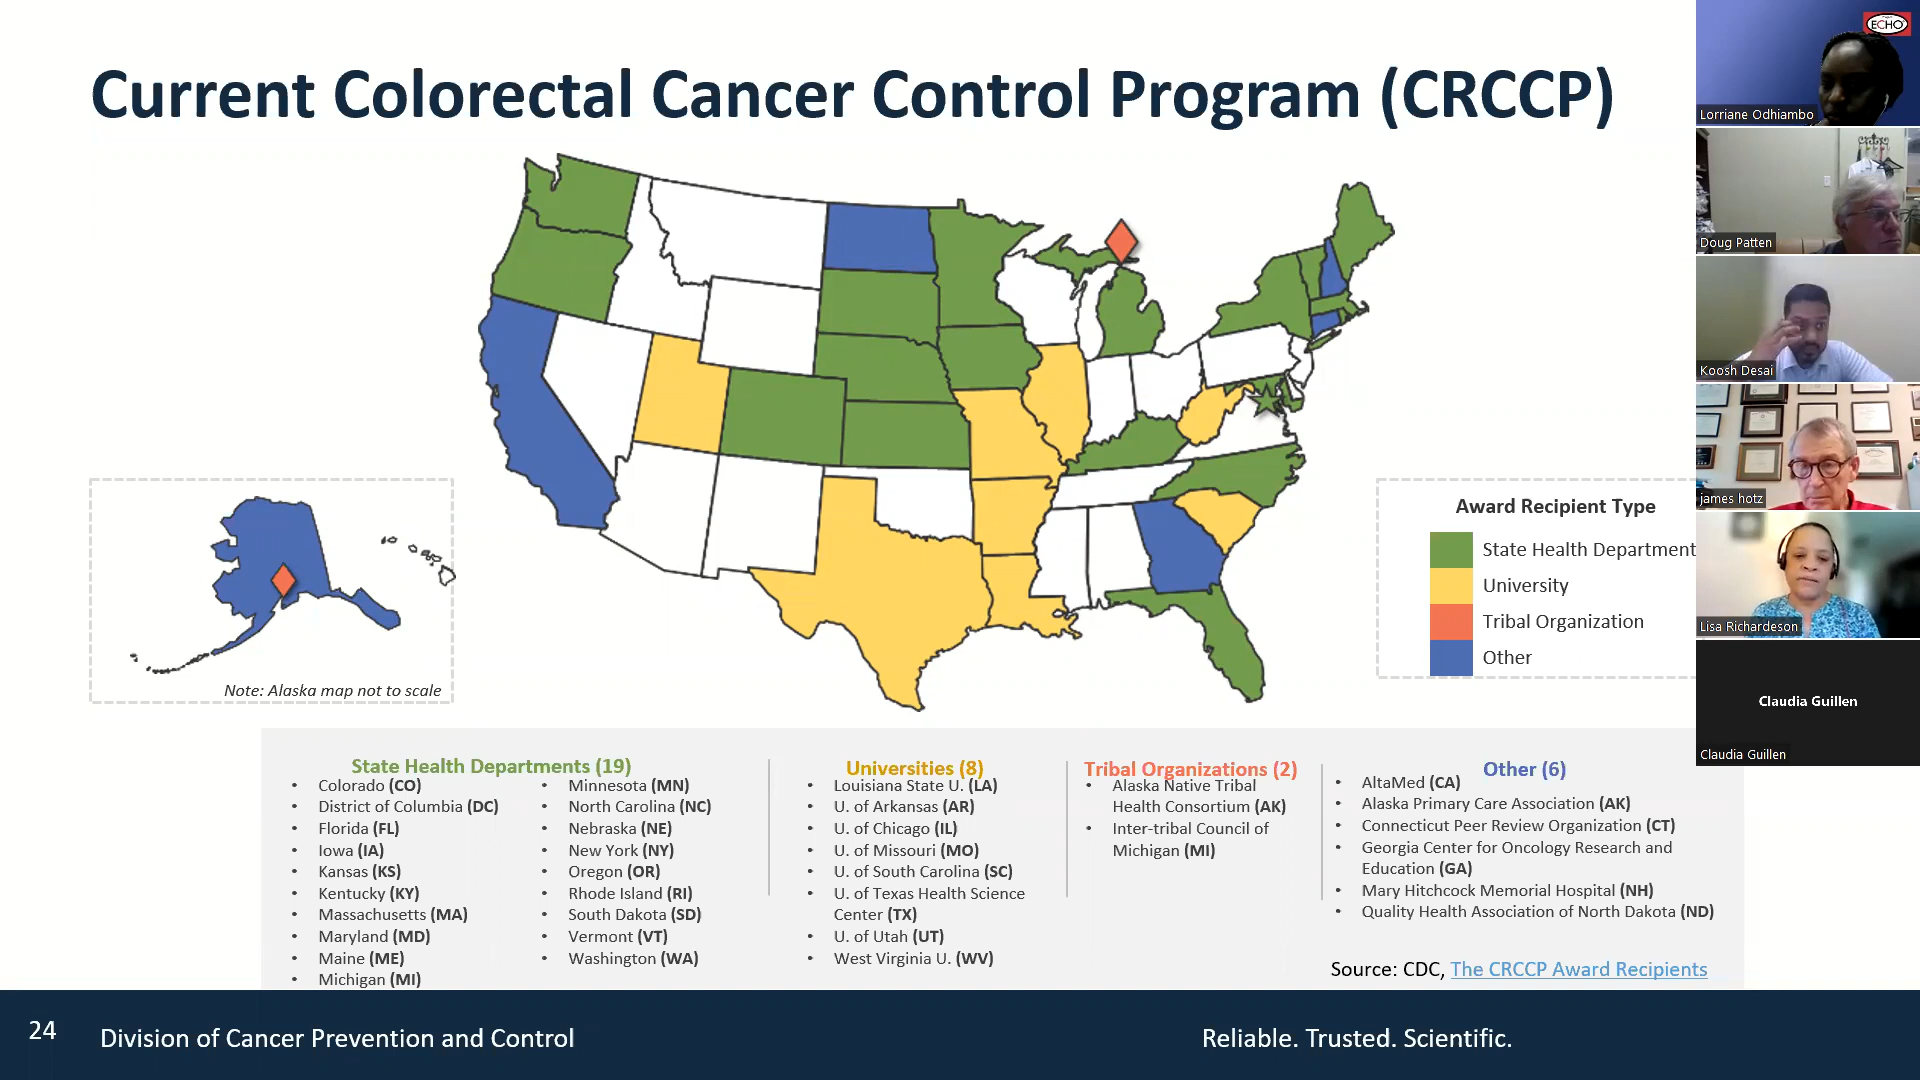 Current Colorectal Cancer Control Program (CRCCP)
Note: Alaska map not to scale
Award Recipient Type
State Health Department
University
Tribal Organization
Other
State Health Departments (19)
• Colorado (CO)
• District of Columbia (DC)
• Florida (FL)
• Iowa (IA)
• Kansas (KS)
• Kentucky (KY)
• Massachusetts (MA)
• Maryland (MD)
• Maine (ME)
• Michigan (MI)
• Minnesota (MN)
• North Carolina (NC)
• Nebraska (NE)
• New York (NY)
• Oregon (OR)
• Rhode Island (RI)
• South Dakota (SD)
• Vermont (VT)
• Washington (WA)
Universities (8)
• Louisiana State U. (LA)
• U. of Arkansas (AR)
• U. of Chicago (IL)
• U. of Missouri (MO)
• U. of South Carolina (SC)
• U. of Texas Health Science
Center (TX)
• U. of Utah (UT)
• West Virginia U. (WV)
Tribal Organizations (2)
• Alaska Native Tribal
Health Consortium (AK)
• Inter-tribal Council of
Michigan (MI)
Other (6)
• AltaMed (CA)
• Alaska Primary Care Association (AK)
• Connecticut Peer Review Organization (CT)
• Georgia Center for Oncology Research and
Education (GA)
• Mary Hitchcock Memorial Hospital (NH)
• Quality Health Association of North Dakota (ND)
Source: CDC, The CRCCP Award Recipients
24
Division of Cancer Prevention and Control
Reliable. Trusted. Scientific.
ECHO
Lorriane Odhiambo
Doug Patten
Koosh Desai
james hotz
Lisa Richardeson
Claudia Guillen
Claudia Guillen